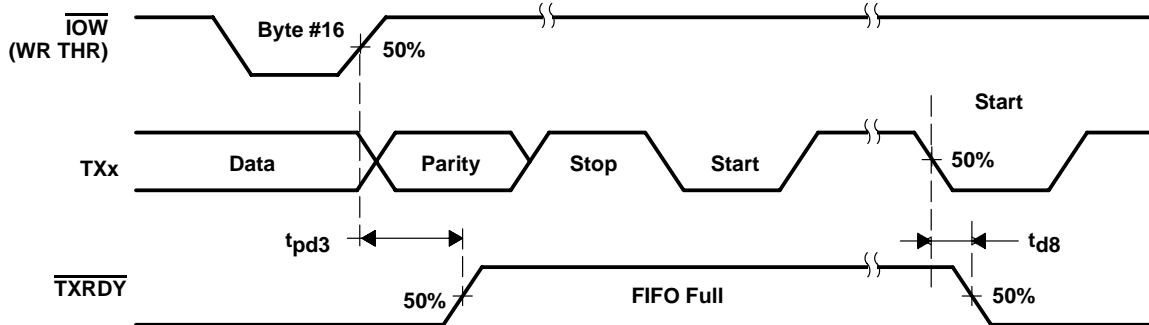 IOW
(WR THR)
Byte #16
50%
Start
TXx
Data
Parity
Stop
Start
50%
tpd3
td8
TXRDY
50%
FIFO Full
50%